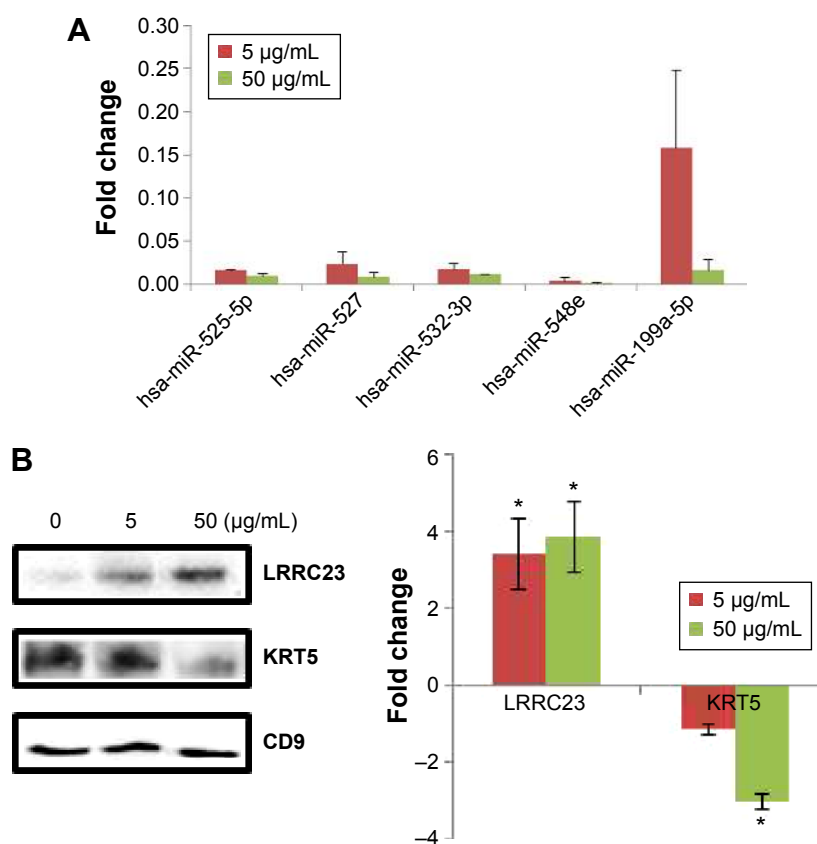 A
Fold change
0.30
0.25
0.20
0.15
0.10
0.05
0.00
5 µg/mL
50 µg/mL
hsa-miR-525-5p
hsa-miR-527
hsa-miR-532-3p
hsa-miR-548e
hsa-miR-199a-5p
B
0 5 50 (µg/mL)
LRRC23
KRT5
CD9
Fold change
6
4
2
0
–2
–4
* *
5 µg/mL
50 µg/mL
LRRC23 KRT5
*